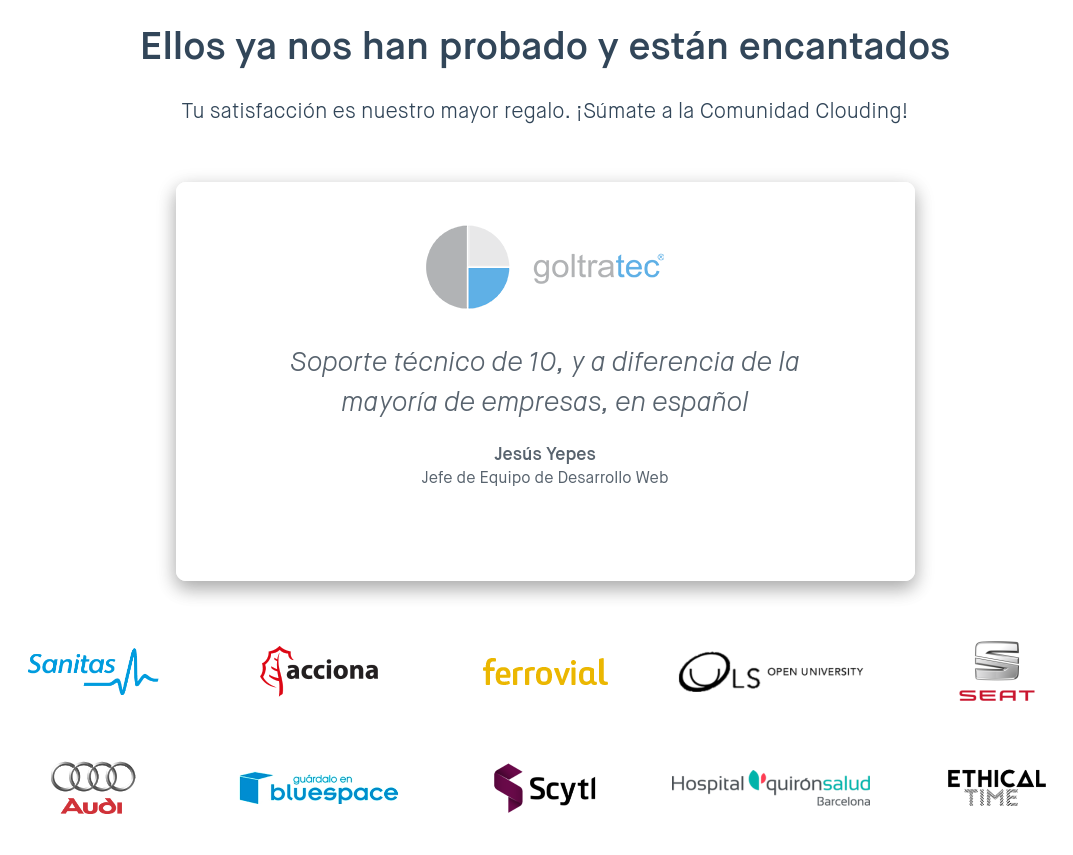 Ellos ya nos han probado y están encantados
Tu satisfacción es nuestro mayor regalo. ¡Súmate a la Comunidad Clouding!
goltratec®
Soporte técnico de 10, y a diferencia de la
mayoría de empresas, en español
Jesús Yepes
Jefe de Equipo de Desarrollo Web
Sanitas
acciona
ferrovial
OLS OPEN UNIVERSITY
SEAT
Audi
guárdalo en
bluespace
Scytl
Hospital quirónsalud
Barcelona
ETHICAL
TIME